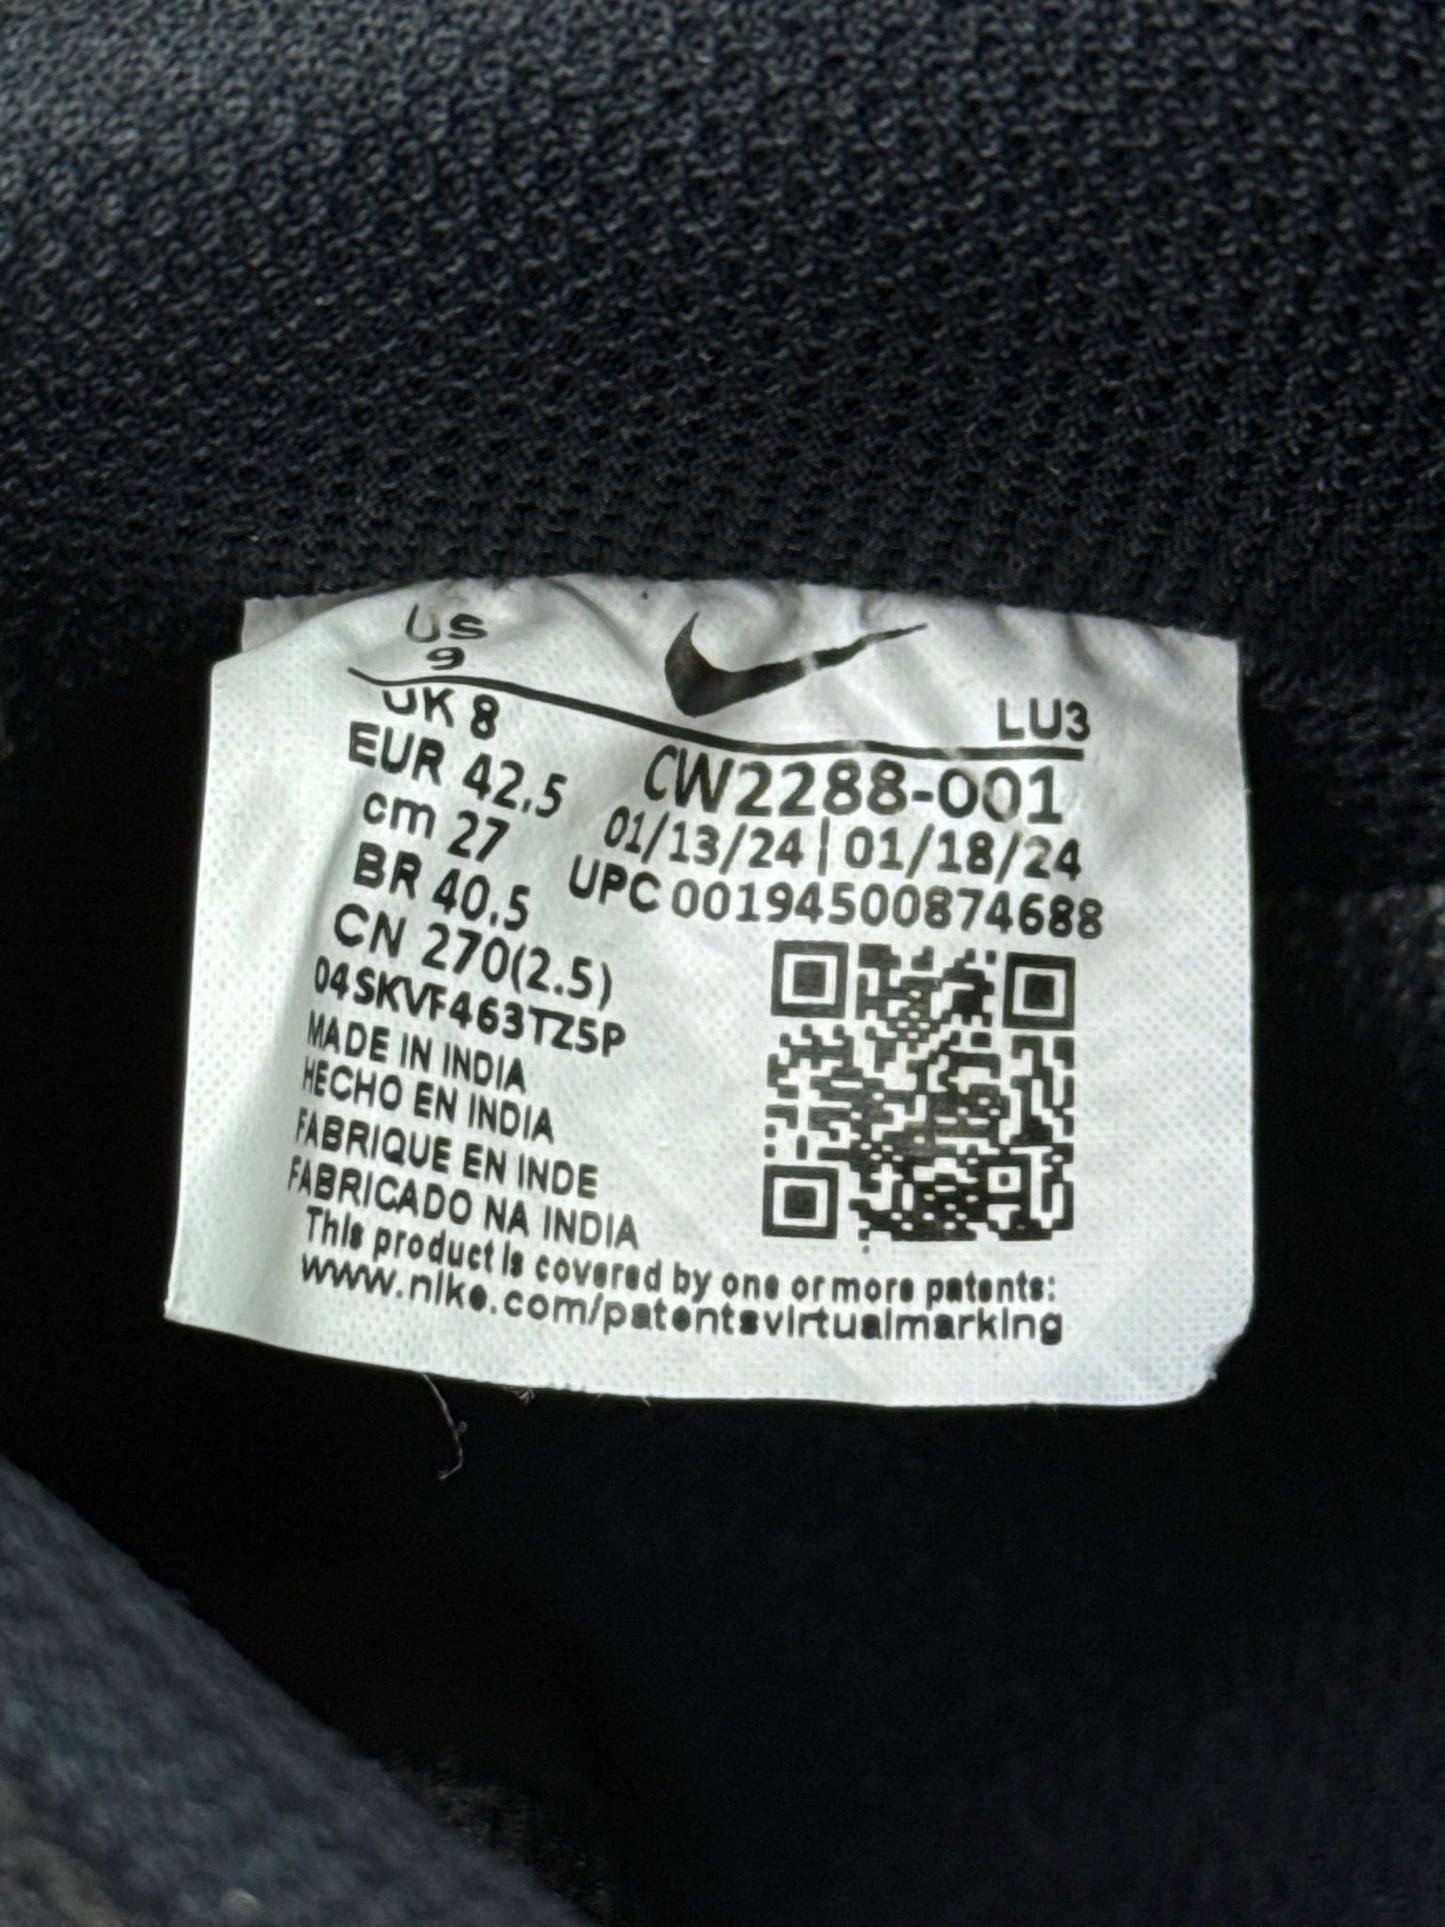 US
9
LU3
UK 8
EUR 42.5
cm 27
BR 40.5
CN 270(2.5)
04SKVF463TZ5P
CW2288-001
01/13/24 | 01/18/24
UPC 00194500874688
MADE IN INDIA
HECHO EN INDIA
FABRIQUE EN INDE
FABRICADO NA INDIA
This product is covered by one or more patents:
www.nike.com/patentsvirtualmarking